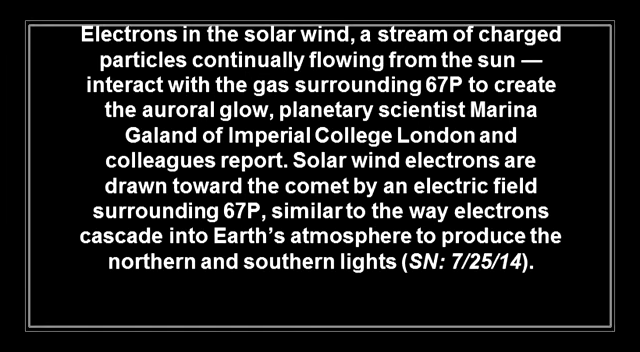 Electrons in the solar wind, a stream of charged
particles continually flowing from the sun —
interact with the gas surrounding 67P to create
the auroral glow, planetary scientist Marina
Galand of Imperial College London and
colleagues report. Solar wind electrons are
drawn toward the comet by an electric field
surrounding 67P, similar to the way electrons
cascade into Earth’s atmosphere to produce the
northern and southern lights (SN: 7/25/14).